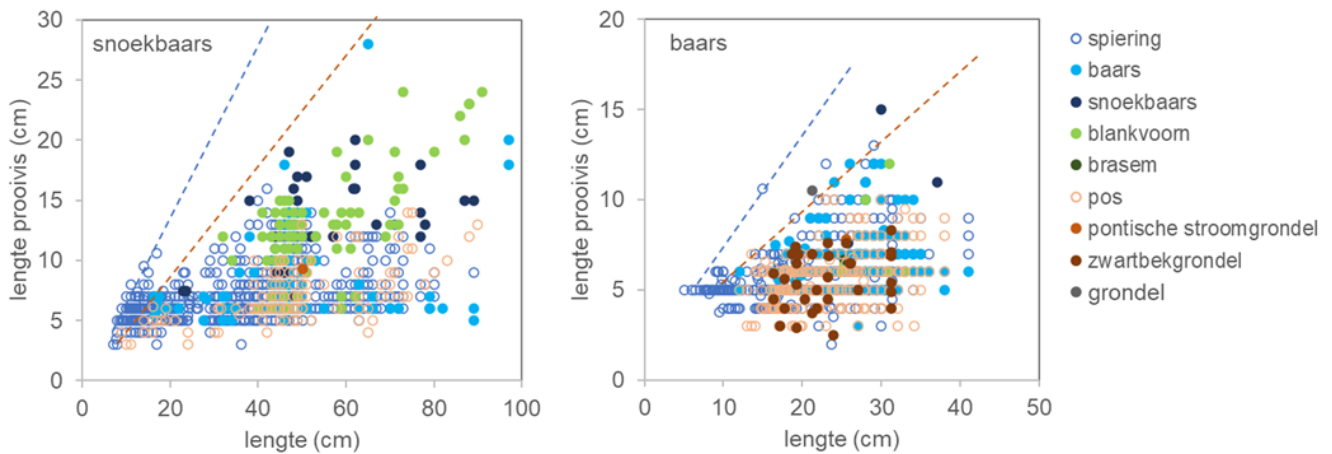 snoekbaars
lengte prooivis (cm)
30
25
20
15
10
5
0
0 20 40 60 80 100
lengte (cm)
baars
lengte prooivis (cm)
20
15
10
5
0
0 10 20 30 40 50
lengte (cm)
spiering
baars
snoekbaars
blankvoorn
brasem
pos
pontische stroomgrondel
zwartbekgrondel
grondel